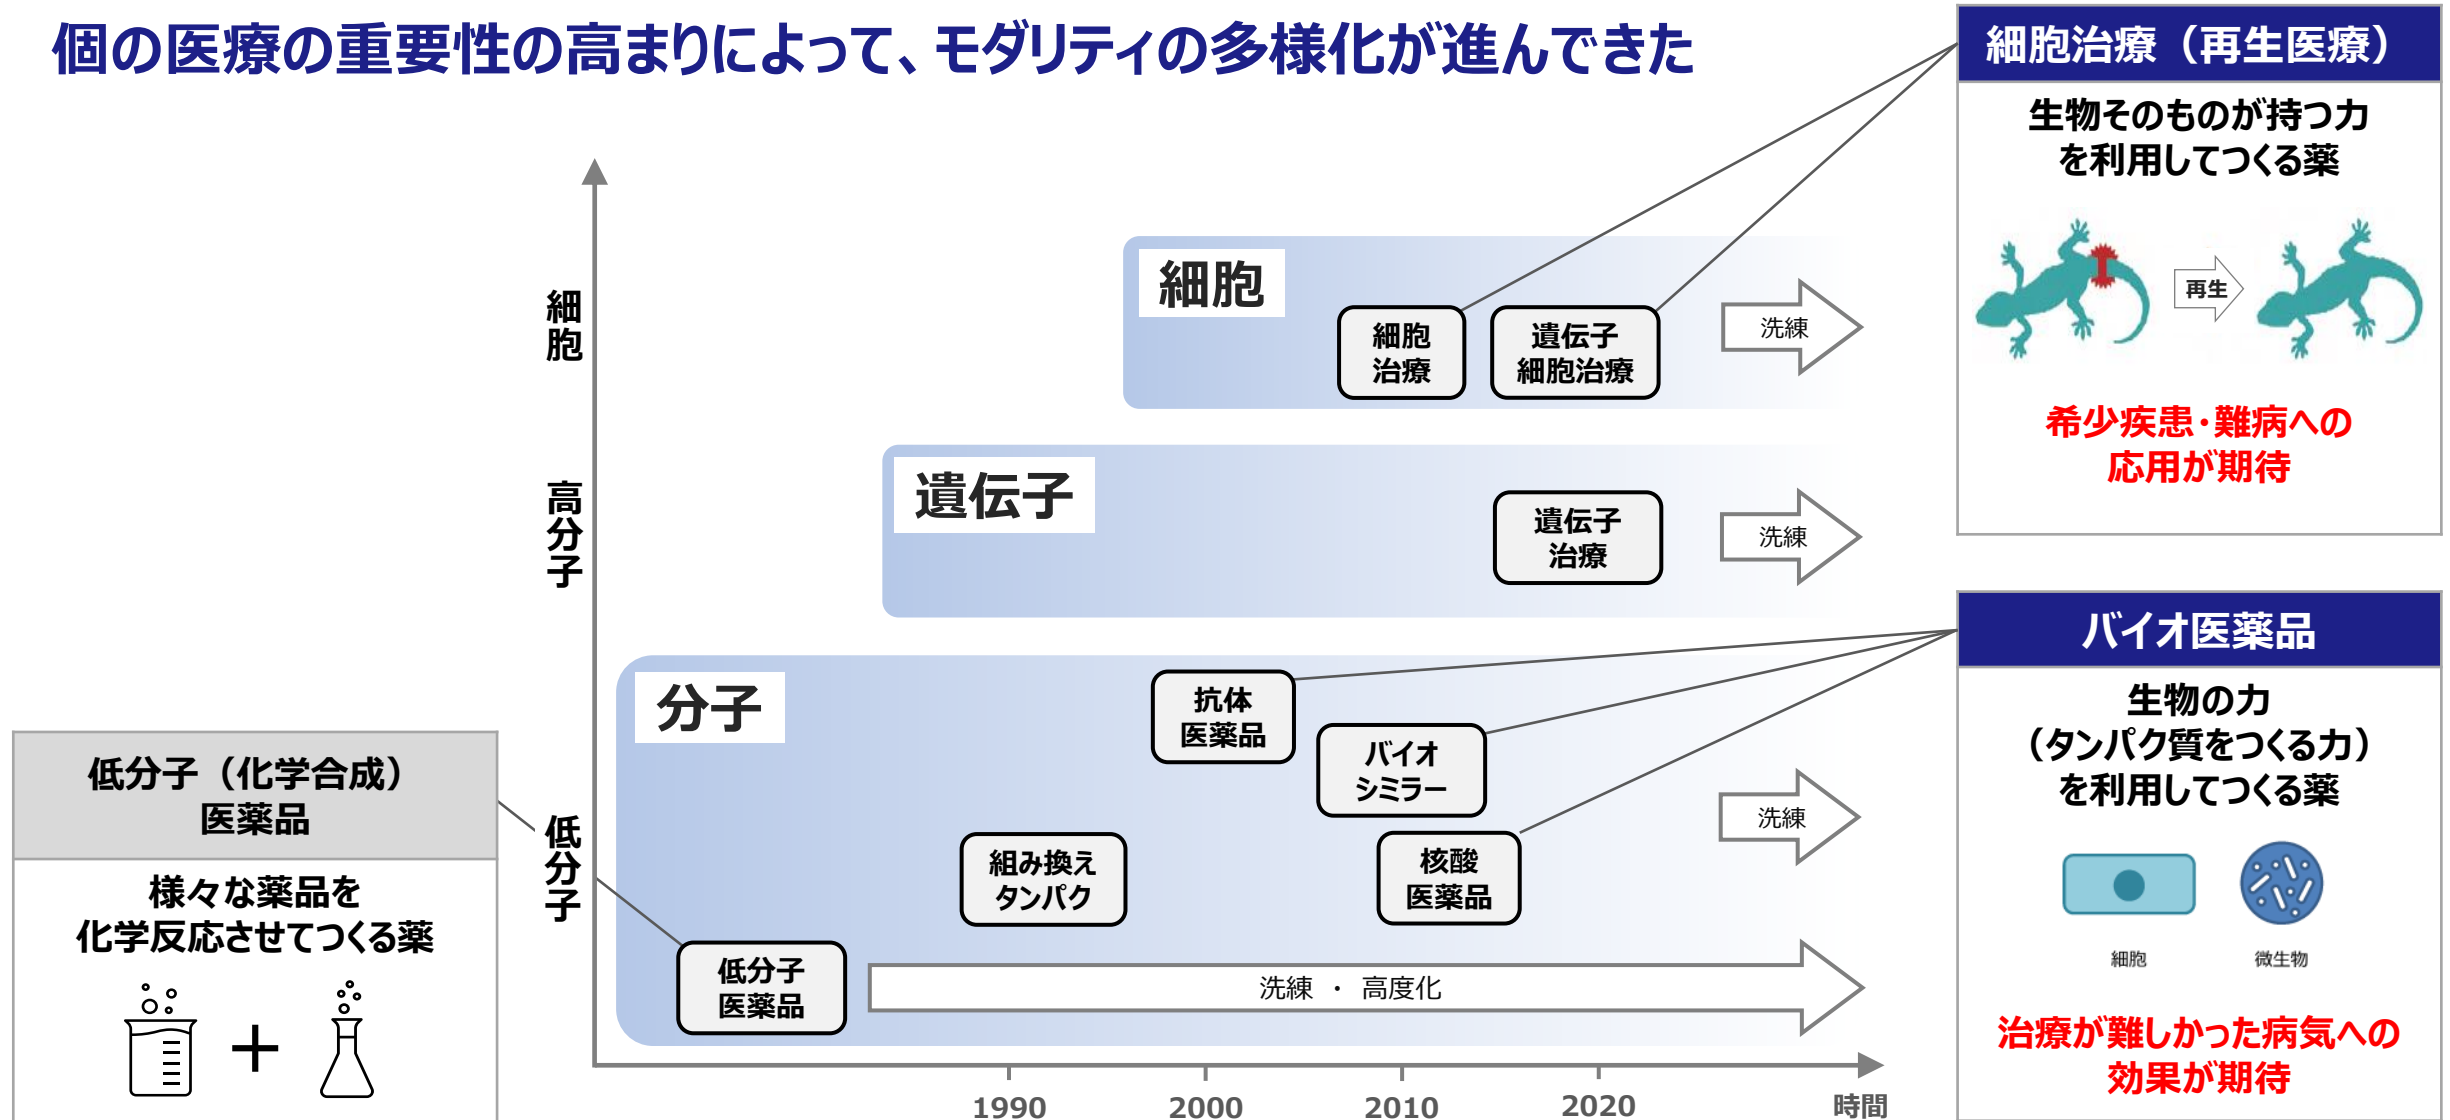 個の医療の重要性の高まりによって、モダリティの多様化が進んできた
細胞治療（再生医療）
生物そのものが持つ力
を利用してつくる薬
再生
希少疾患・難病への
応用が期待
細胞
細胞
細胞
治療
遺伝子
細胞治療
洗練
高分子
遺伝子
遺伝子
治療
洗練
バイオ医薬品
生物の力
（タンパク質をつくる力）
を利用してつくる薬
細胞
微生物
治療が難しかった病気への
効果が期待
低分子
分子
抗体
医薬品
バイオ
シミラー
組み換え
タンパク
核酸
医薬品
洗練
低分子
医薬品
洗練 ・ 高度化
低分子（化学合成）
医薬品
様々な薬品を
化学反応させてつくる薬
1990
2000
2010
2020
時間